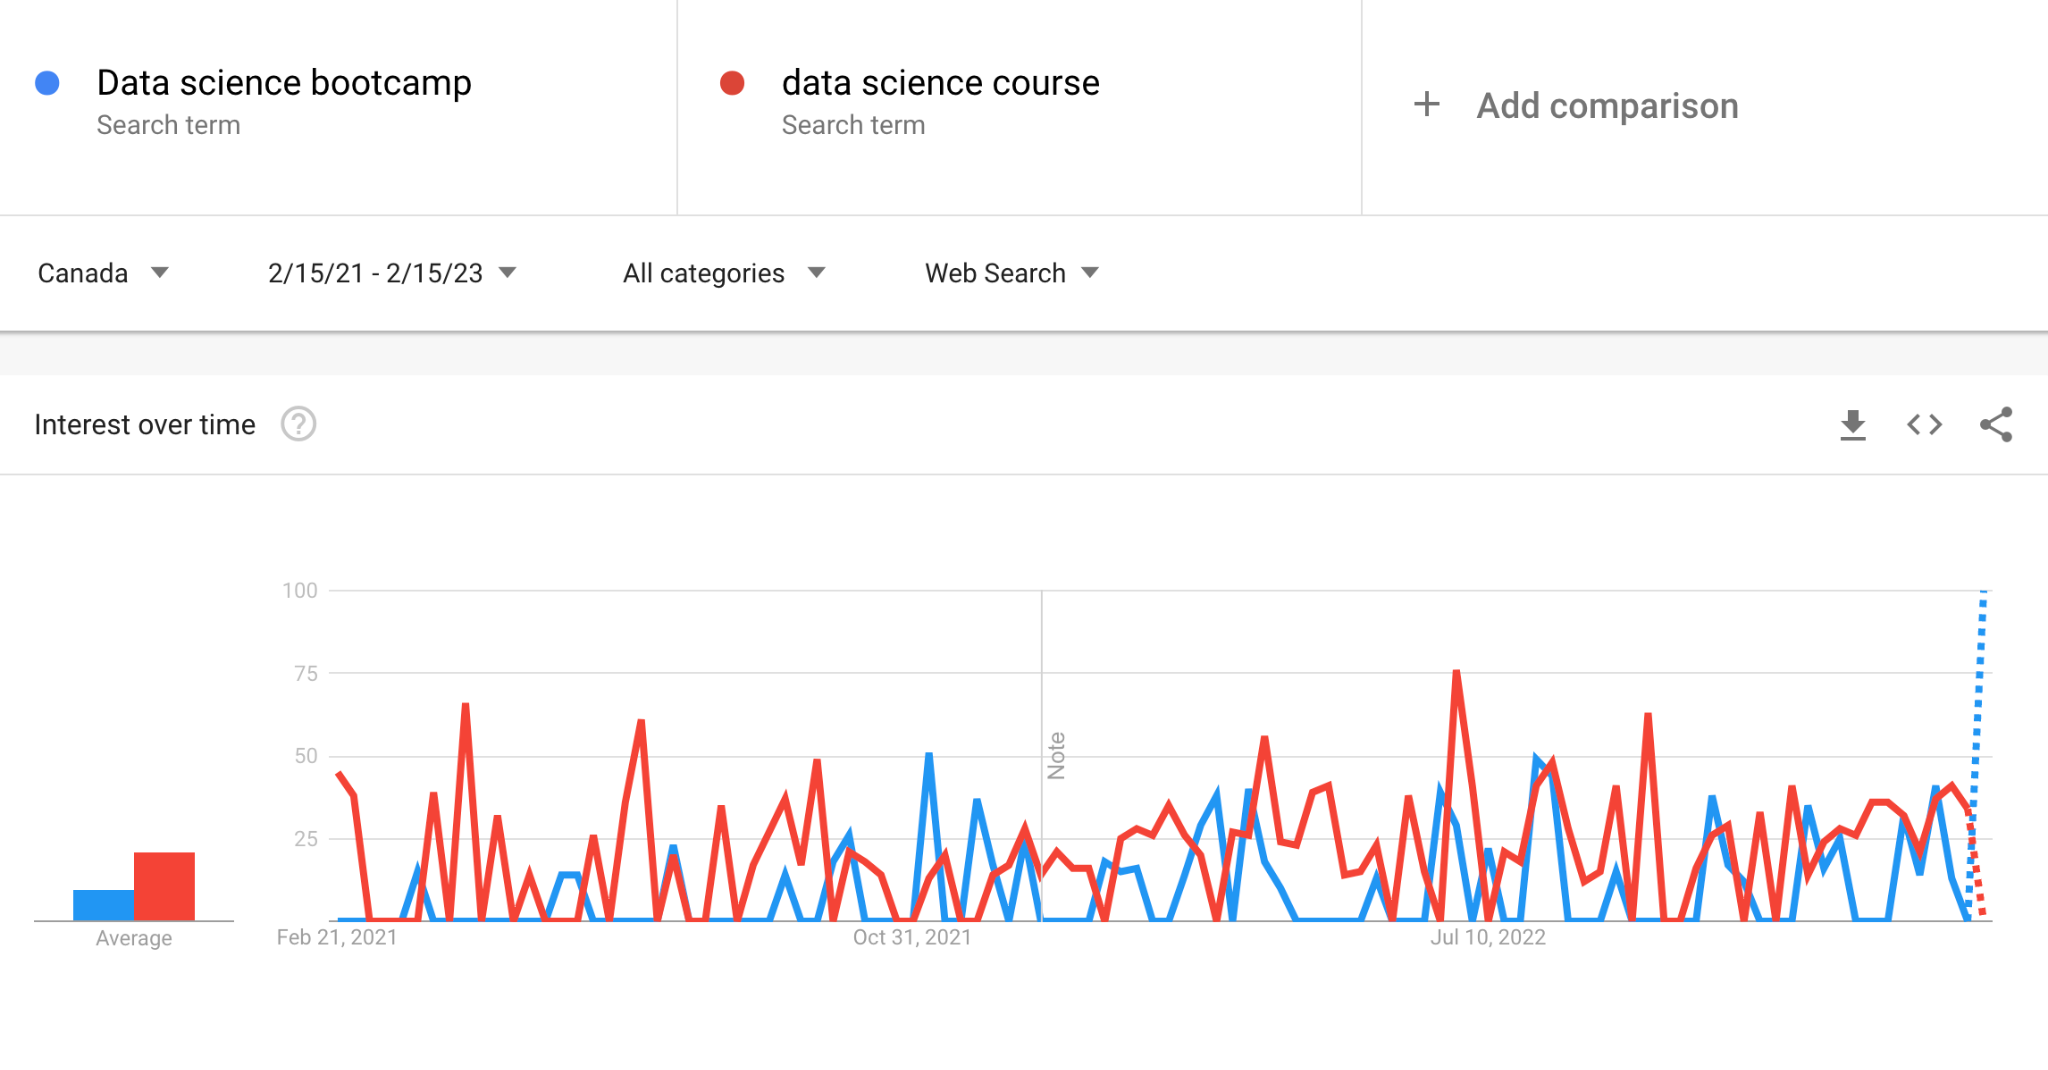 Data science bootcamp
Search term
data science course
Search term
+ Add comparison
Canada
2/15/21 - 2/15/23
All categories
Web Search
Interest over time
?
100
75
50
25
Note
Average
Feb 21, 2021
Oct 31, 2021
Jul 10, 2022